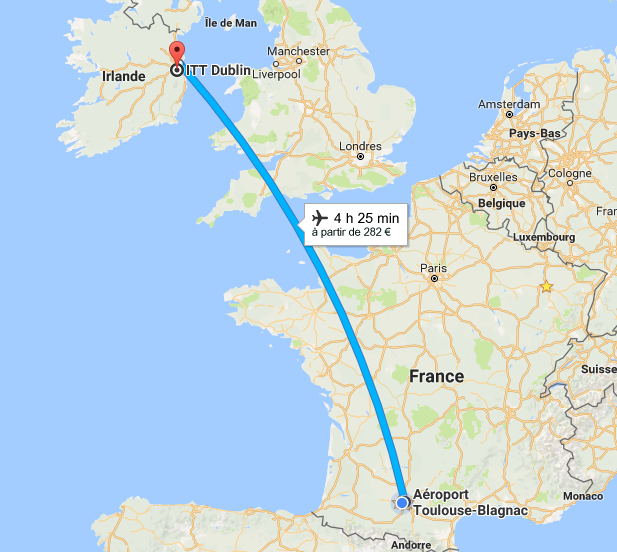 Île de Man
Manchester
ITT Dublin
Liverpool
Irlande
Amsterdam
Pays-Bas
Londres
Bruxelles
Cologne
Belgique
4 h 25 min
à partir de 282 €
Fran
Luxembourg
Paris
France
Suisse
Aéroport
Toulouse-Blagnac
Monaco
Andorre